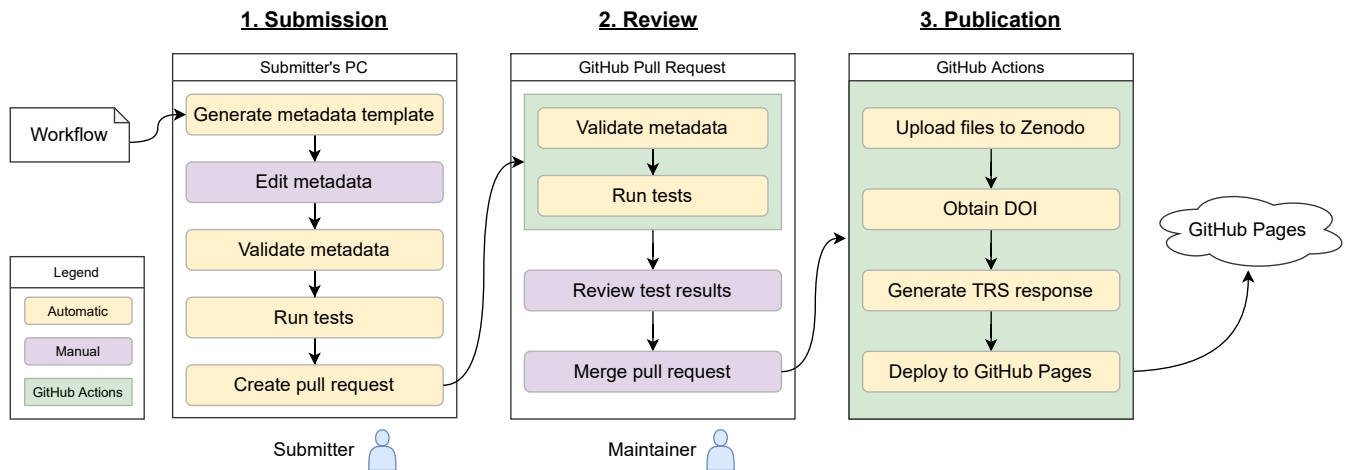 1. Submission
2. Review
3. Publication
Submitter's PC
GitHub Pull Request
GitHub Actions
Workflow
Generate metadata template
Edit metadata
Validate metadata
Run tests
Create pull request
Validate metadata
Run tests
Review test results
Merge pull request
Upload files to Zenodo
Obtain DOI
Generate TRS response
Deploy to GitHub Pages
GitHub Pages
Legend
Automatic
Manual
GitHub Actions
Submitter
Maintainer